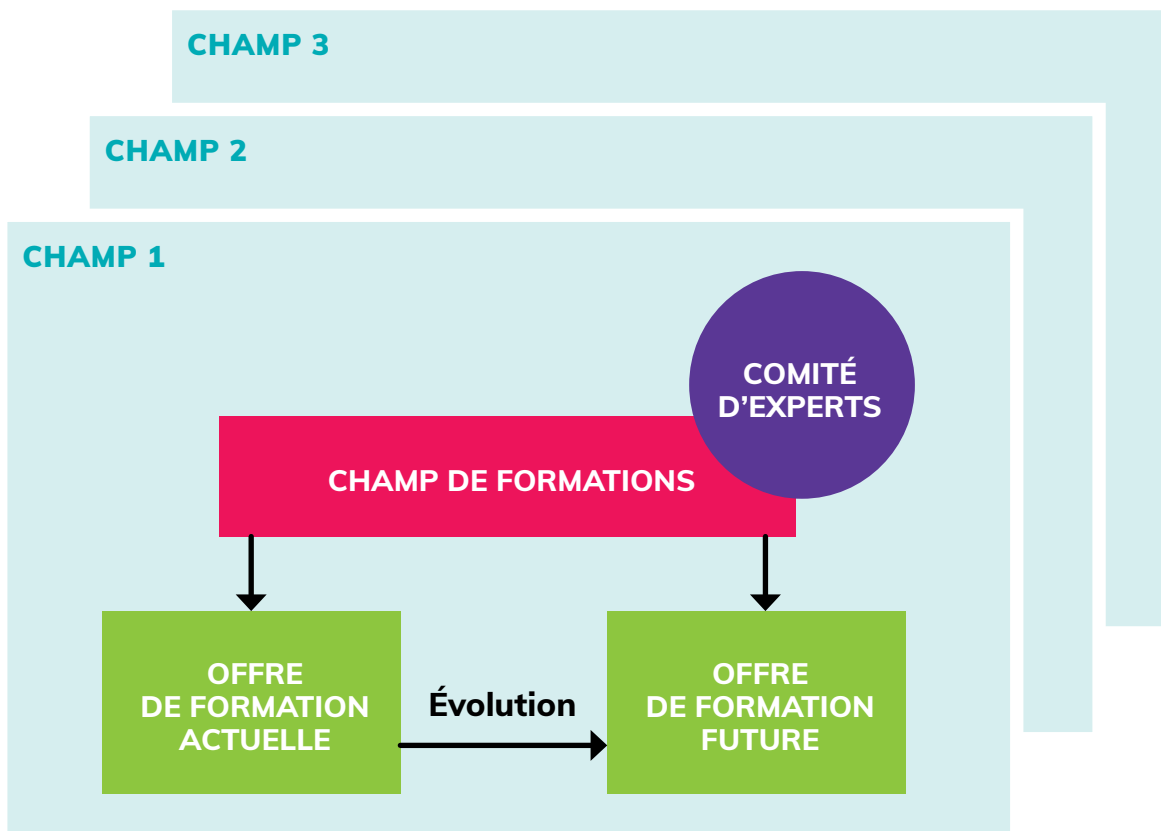 CHAMP 3
CHAMP 2
CHAMP 1
COMITÉ
D’EXPERTS
CHAMP DE FORMATIONS
OFFRE
DE FORMATION
ACTUELLE
Évolution
OFFRE
DE FORMATION
FUTURE